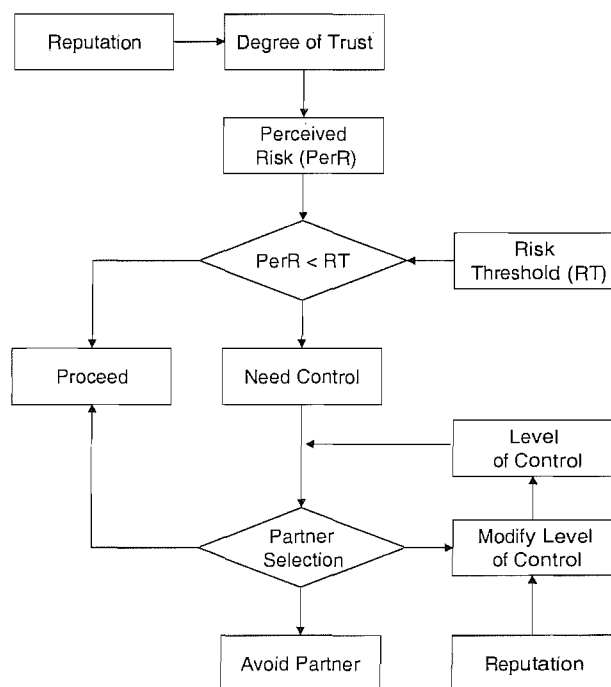 Reputation
Degree of Trust
Perceived
Risk (PerR)
PerR < RT
Risk
Threshold (RT)
Proceed
Need Control
Level
of Control
Partner
Selection
Modify Level
of Control
Avoid Partner
Reputation